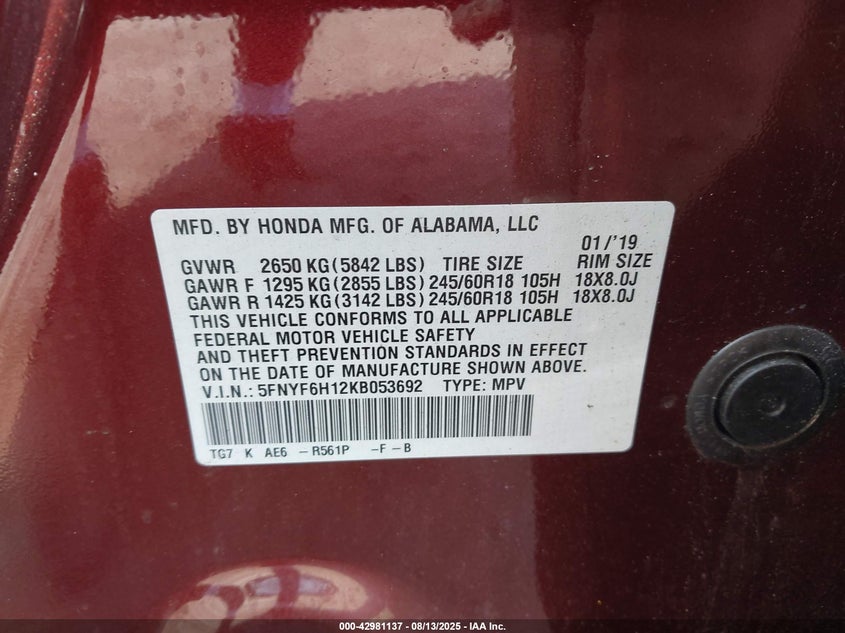 MFD. BY HONDA MFG. OF ALABAMA, LLC
01/'19
GVWR 2650 KG(5842 LBS) TIRE SIZE RIM SIZE
GAWR F 1295 KG(2855 LBS)245/60R18 105H 18X8.0J
GAWR R 1425 KG(3142 LBS)245/60R18 105H 18X8.0J
THIS VEHICLE CONFORMS TO ALL APPLICABLE
FEDERAL MOTOR VEHICLE SAFETY
AND THEFT PREVENTION STANDARDS IN EFFECT
ON THE DATE OF MANUFACTURE SHOWN ABOVE.
V.I.N.: 5FNYF6H12KB053692 TYPE: MPV
TG7 K AE6 -R561P -F-B
000-42981137 - 08/13/2025 - IAA Inc.